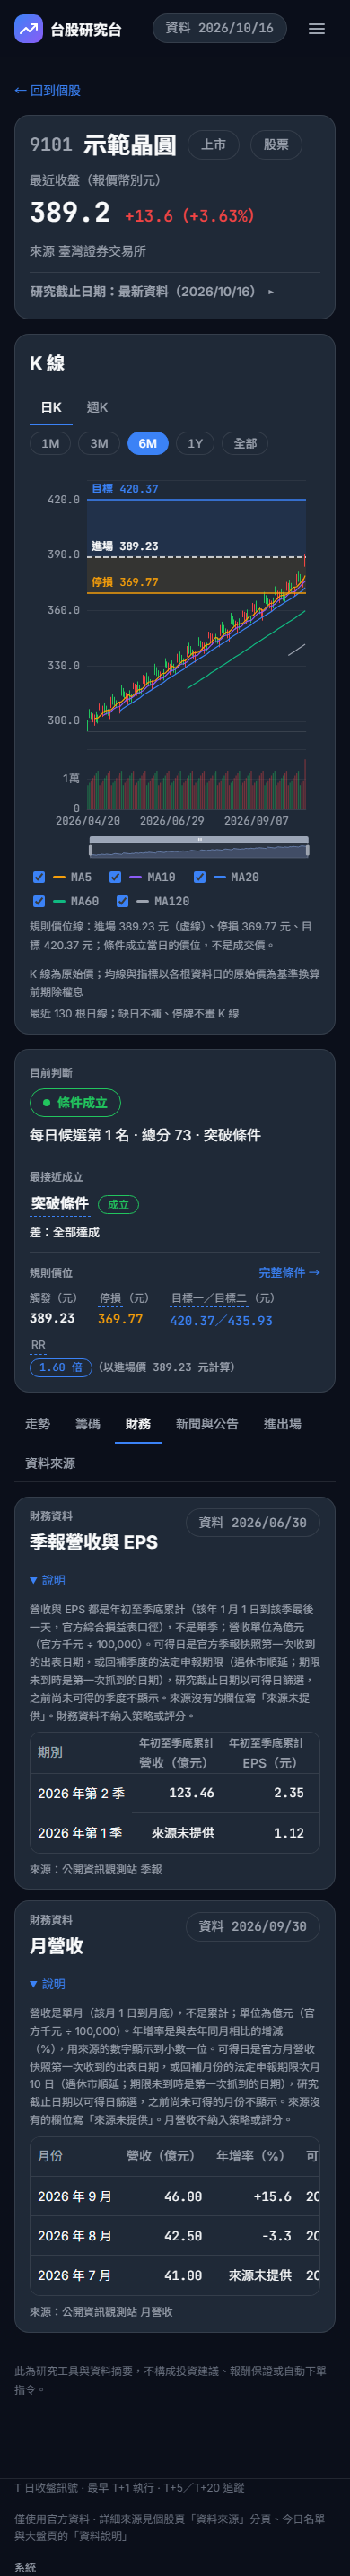 台股研究台
資料 2026/10/16
← 回到個股
9101 示範晶圓 上市 股票
最近收盤（報價幣別元）
389.2 +13.6 (+3.63%)
來源 臺灣證券交易所
研究截止日期：最新資料（2026/10/16） ▸
K 線
日K 週K
1M 3M 6M 1Y 全部
目標 420.37
420.0
進場 389.23
390.0
停損 369.77
360.0
330.0
300.0
1萬
0
2026/04/20 2026/06/29 2026/09/07
MA5 MA10 MA20
MA60 MA120
規則價位線：進場 389.23 元（虛線）、停損 369.77 元、目
標 420.37 元；條件成立當日的價位，不是成交價。
K 線為原始價；均線與指標以各根資料日的原始價為基準換算
前期除權息
最近 130 根日線；缺日不補、停牌不畫 K 線
目前判斷
條件成立
每日候選第 1 名 · 總分 73 · 突破條件
最接近成立
突破條件 成立
差：全部達成
規則價位 完整條件 →
觸發（元） 停損（元） 目標一／目標二（元）
389.23 369.77 420.37／435.93
RR
1.60 倍 （以進場價 389.23 元計算）
走勢 籌碼 財務 新聞與公告 進出場
資料來源
財務資料
資料 2026/06/30
季報營收與 EPS
▼ 說明
營收與 EPS 都是年初至季底累計（該年 1 月 1 日到該季最後
一天，官方綜合損益表口徑），不是單季；營收單位為億元
（官方千元 ÷ 100,000）。可得日是官方季報快照第一次收到
的出表日期，或回補季度的法定申報期限（遇休市順延；期限
未到時是第一次抓到的日期），研究截止日期以可得日篩選，
之前尚未可得的季度不顯示。來源沒有的欄位寫「來源未提
供」。財務資料不納入策略或評分。
期別 年初至季底累計 營收（億元） 年初至季底累計 EPS（元）
2026 年第 2 季 123.46 2.35
2026 年第 1 季 來源未提供 1.12
來源：公開資訊觀測站 季報
財務資料
資料 2026/09/30
月營收
▼ 說明
營收是單月（該月 1 日到月底），不是累計；單位為億元（官
方千元 ÷ 100,000）。年增率是與去年同月相比的增減
（%），用來源的數字顯示到小數一位。可得日是官方月營收
快照第一次收到的出表日期，或回補月份的法定申報期限次月
10 日（遇休市順延；期限未到時是第一次抓到的日期），研究
截止日期以可得日篩選，之前尚未可得的月份不顯示。來源沒
有的欄位寫「來源未提供」。月營收不納入策略或評分。
月份 營收（億元） 年增率（%） 可
2026 年 9 月 46.00 +15.6 20
2026 年 8 月 42.50 -3.3 20
2026 年 7 月 41.00 來源未提供 20
來源：公開資訊觀測站 月營收
此為研究工具與資料摘要，不構成投資建議、報酬保證或自動下單
指令。
T 日收盤訊號 · 最早 T+1 執行 · T+5／T+20 追蹤
僅使用官方資料 · 詳細來源見個股頁「資料來源」分頁、今日名單
與大盤頁的「資料說明」
系統